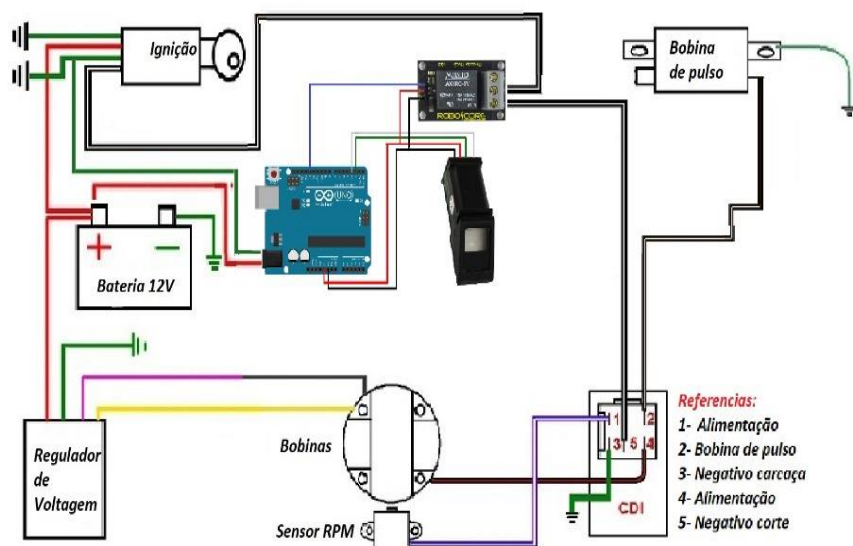 Ignição
Bobina
de pulso
ROBOCORE
UNO
+
-
Bateria 12V
Regulador
de
Voltagem
Bobinas
Sensor RPM
1
2
3
5
4
CDI
Referencias:
1- Alimentação
2- Bobina de pulso
3- Negativo carcaça
4- Alimentação
5- Negativo corte